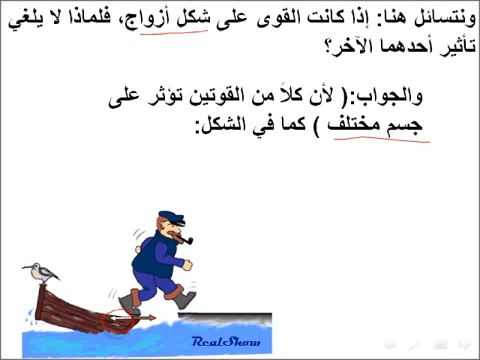 ونتسائل هنا: إذا كانت القوى على شكل أزواج، فلماذا لا يلغي
تأثير أحدهما الآخر؟
والجواب:( لأن كلاً من القوتين تؤثر على
جسم مختلف ) كما في الشكل:
RealShow